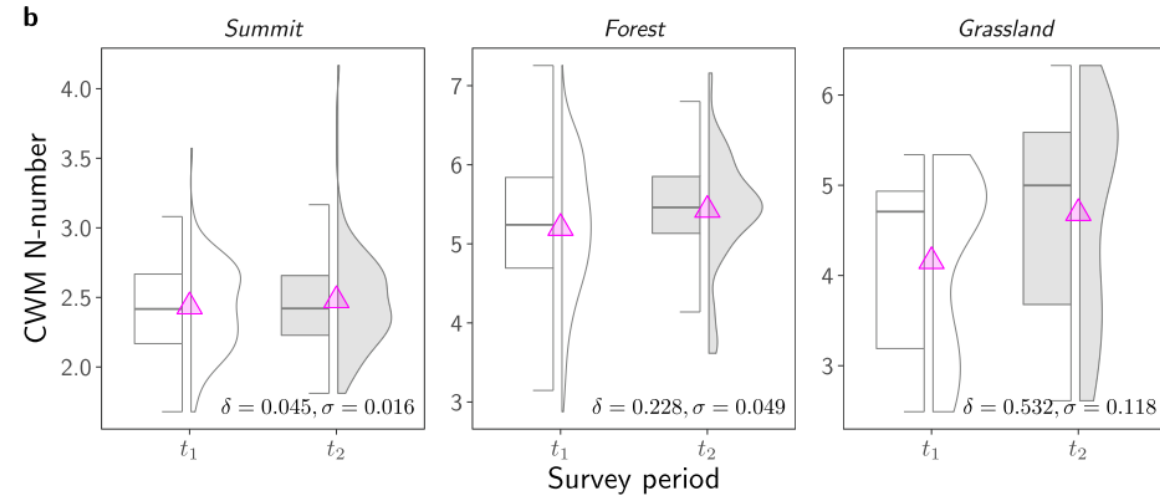 b
Summit
Forest
Grassland
CWM N-number
4.0
3.5
3.0
2.5
2.0
δ = 0.045, σ = 0.016
t₁
t₂
7
6
5
4
3
δ = 0.228, σ = 0.049
t₁
t₂
6
5
4
3
δ = 0.532, σ = 0.118
t₁
t₂
Survey period